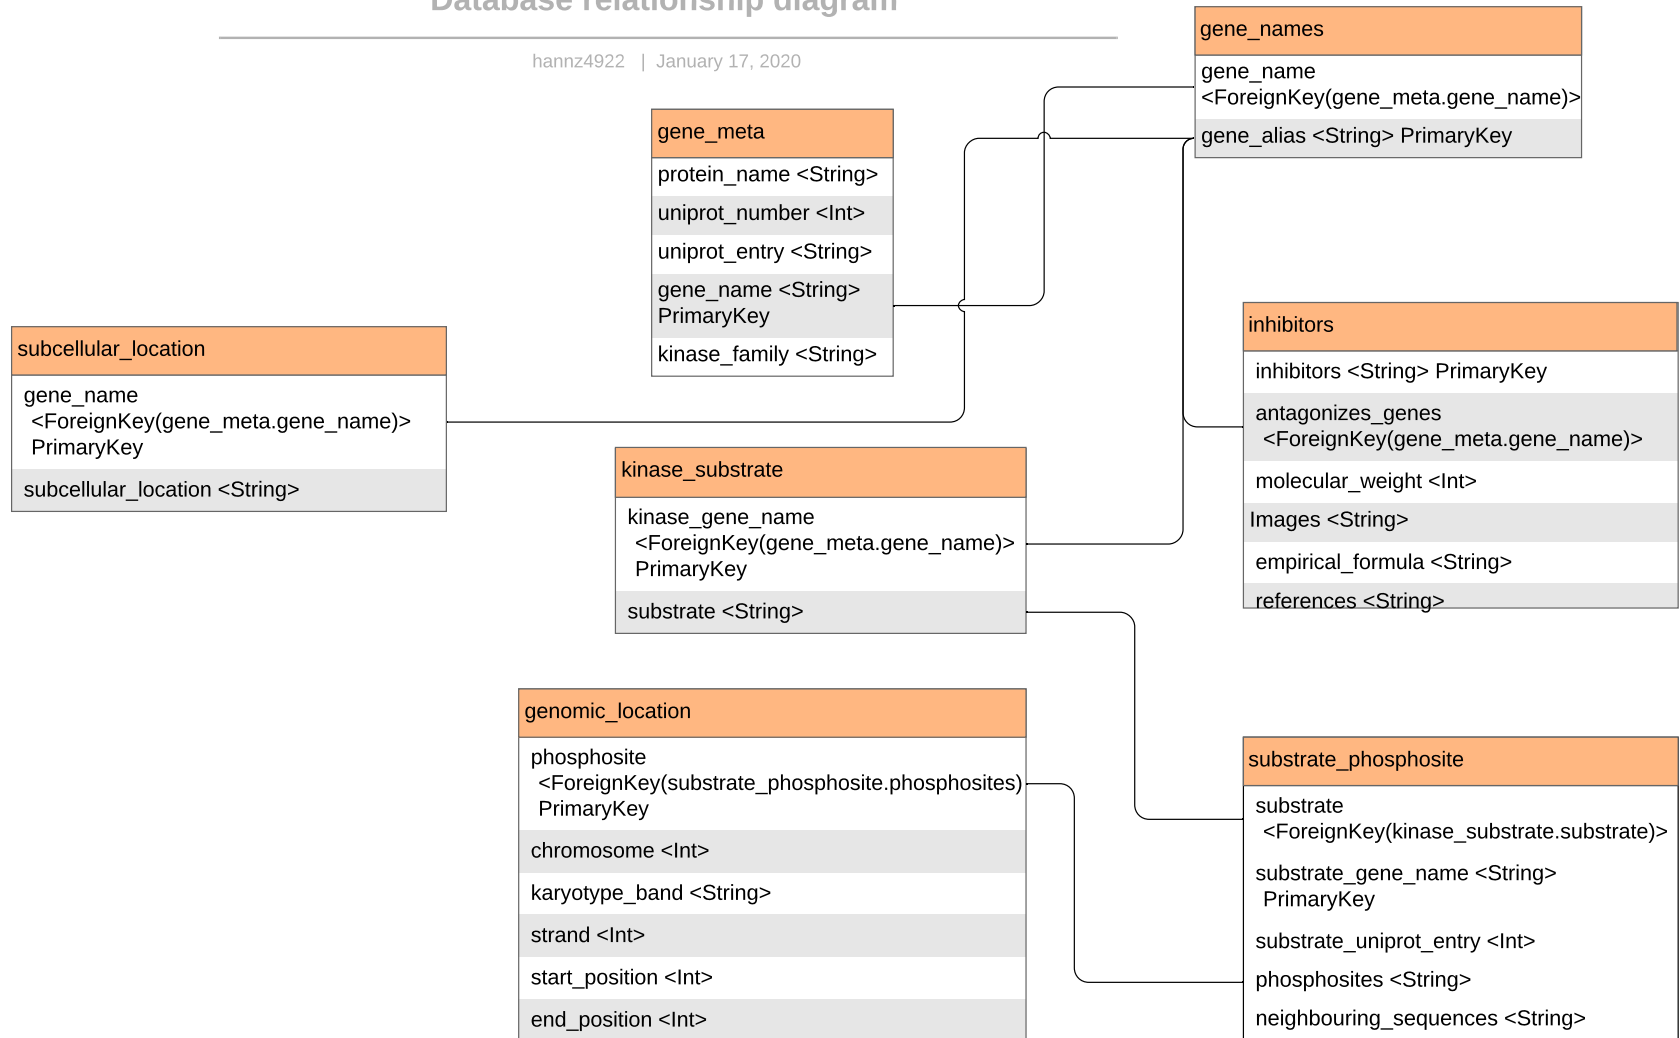 Database relationship diagram
hannz4922 | January 17, 2020
gene_names
gene_name
<ForeignKey(gene_meta.gene_name)>
gene_alias <String> PrimaryKey
gene_meta
protein_name <String>
uniprot_number <Int>
uniprot_entry <String>
gene_name <String>
PrimaryKey
kinase_family <String>
subcellular_location
gene_name
<ForeignKey(gene_meta.gene_name)>
PrimaryKey
subcellular_location <String>
inhibitors
inhibitors <String> PrimaryKey
antagonizes_genes
<ForeignKey(gene_meta.gene_name)>
molecular_weight <Int>
Images <String>
empirical_formula <String>
references <String>
kinase_substrate
kinase_gene_name
<ForeignKey(gene_meta.gene_name)>
PrimaryKey
substrate <String>
genomic_location
phosphosite
<ForeignKey(substrate_phosphosite.phosphosites)
PrimaryKey
chromosome <Int>
karyotype_band <String>
strand <Int>
start_position <Int>
end_position <Int>
substrate_phosphosite
substrate
<ForeignKey(kinase_substrate.substrate)>
substrate_gene_name <String>
PrimaryKey
substrate_uniprot_entry <Int>
phosphosites <String>
neighbouring_sequences <String>